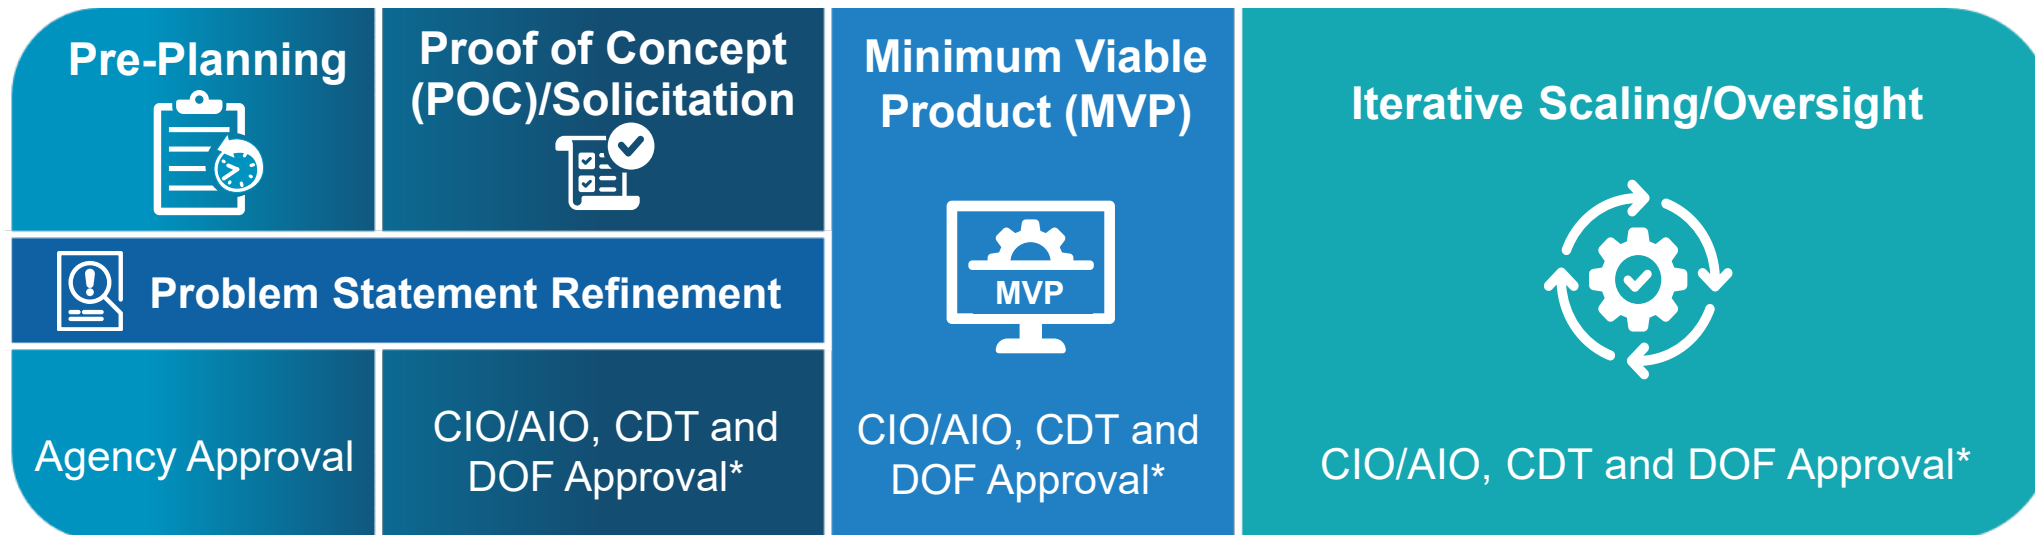 Pre-Planning
Proof of Concept
(POC)/Solicitation
Minimum Viable
Product (MVP)
MVP
Iterative Scaling/Oversight
Problem Statement Refinement
Agency Approval
CIO/AIO, CDT and
DOF Approval*
CIO/AIO, CDT and
DOF Approval*
CIO/AIO, CDT and DOF Approval*